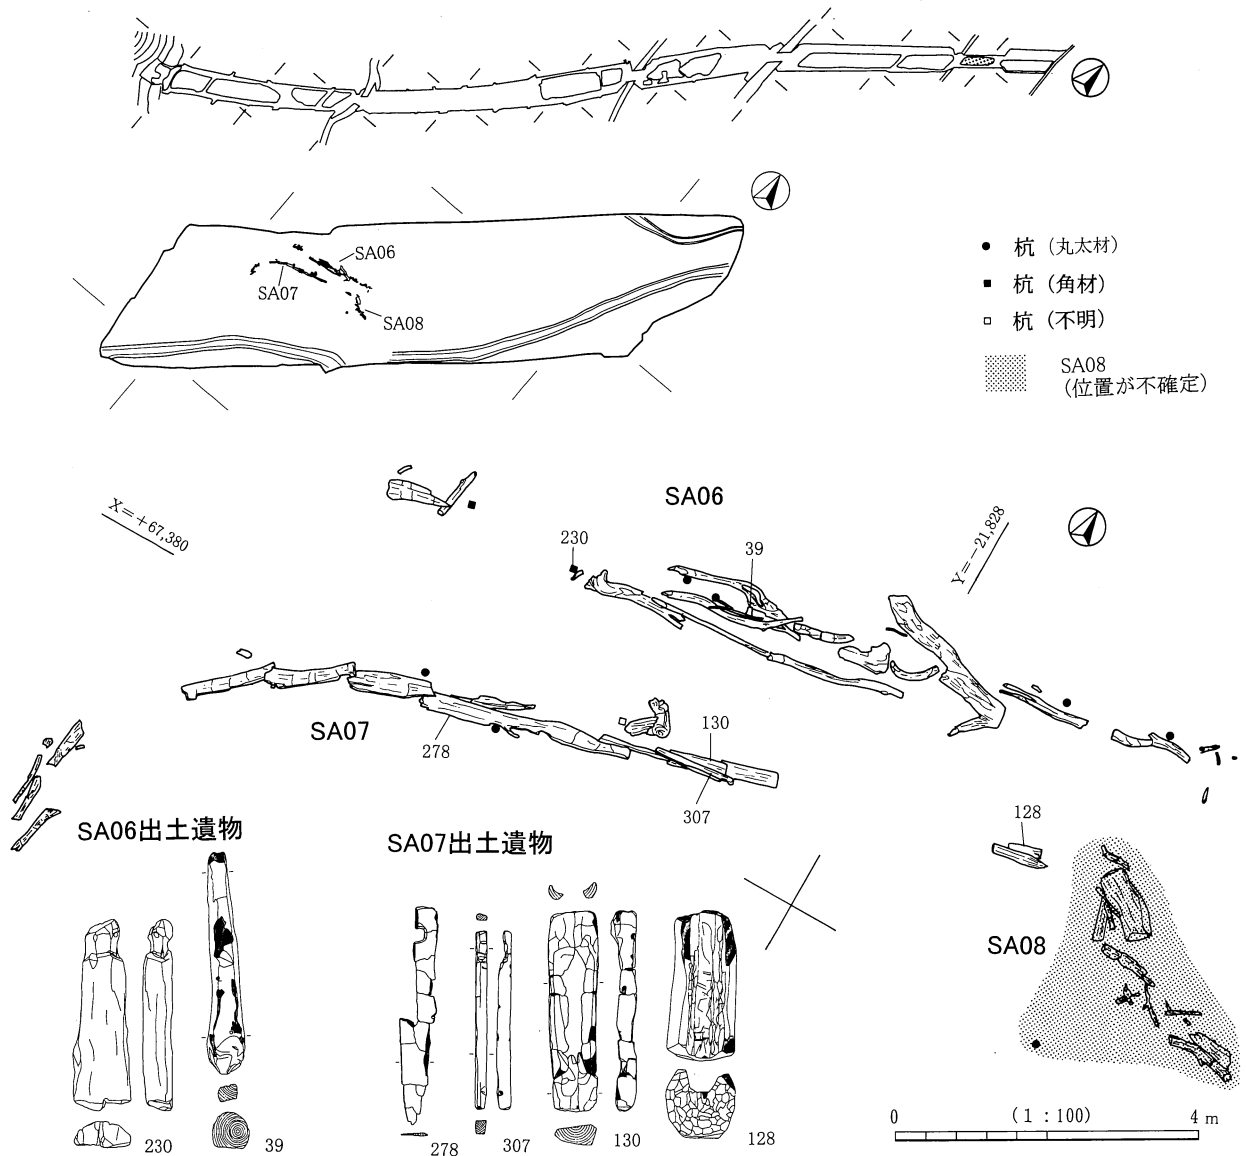 SA06
SA07
SA08
● 杭（丸太材）
■ 杭（角材）
□ 杭（不明）
SA08
（位置が不確定）
SA06
X＝＋67,380
Y＝－21,828
230
39
SA07
278
130
307
128
SA06出土遺物
SA07出土遺物
SA08
230
39
278
307
130
128
0 （1：100） 4 m